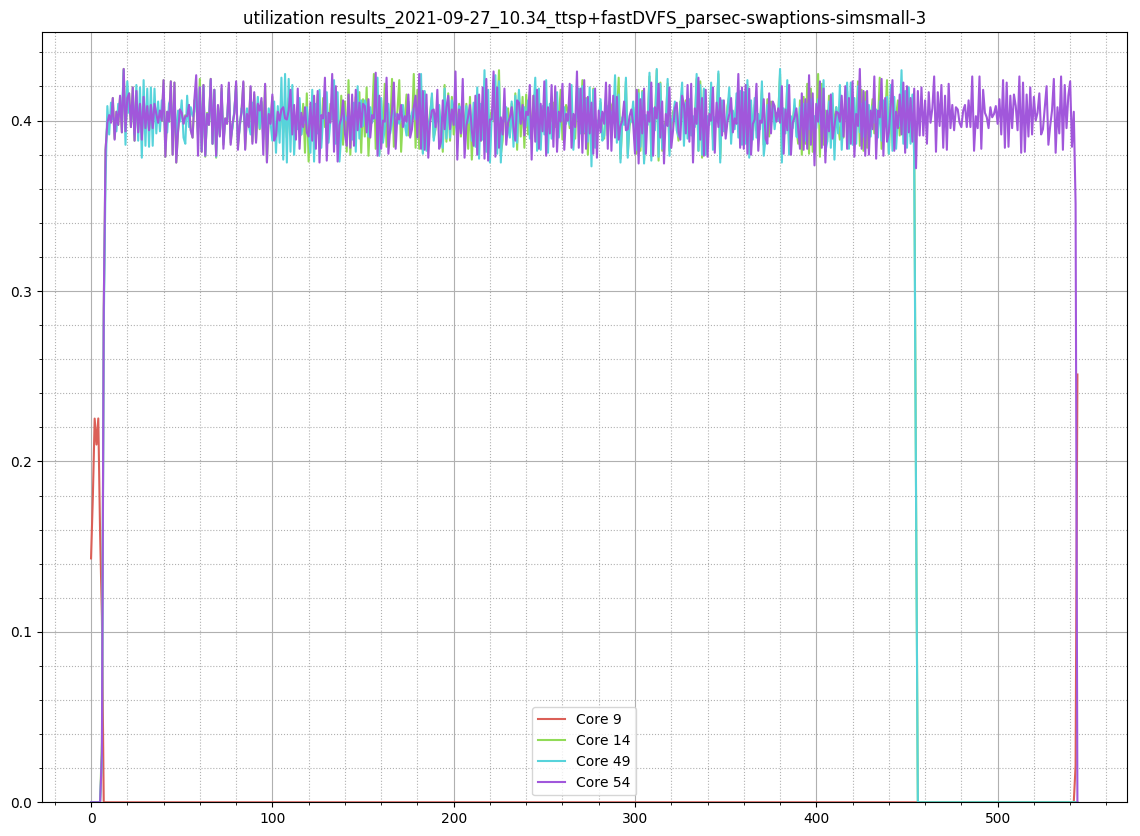 utilization results_2021-09-27_10.34_ttsp+fastDVFS_parsec-swaptions-simsmall-3
0.4
0.3
0.2
0.1
0.0
Core 9
Core 14
Core 49
Core 54
0 100 200 300 400 500